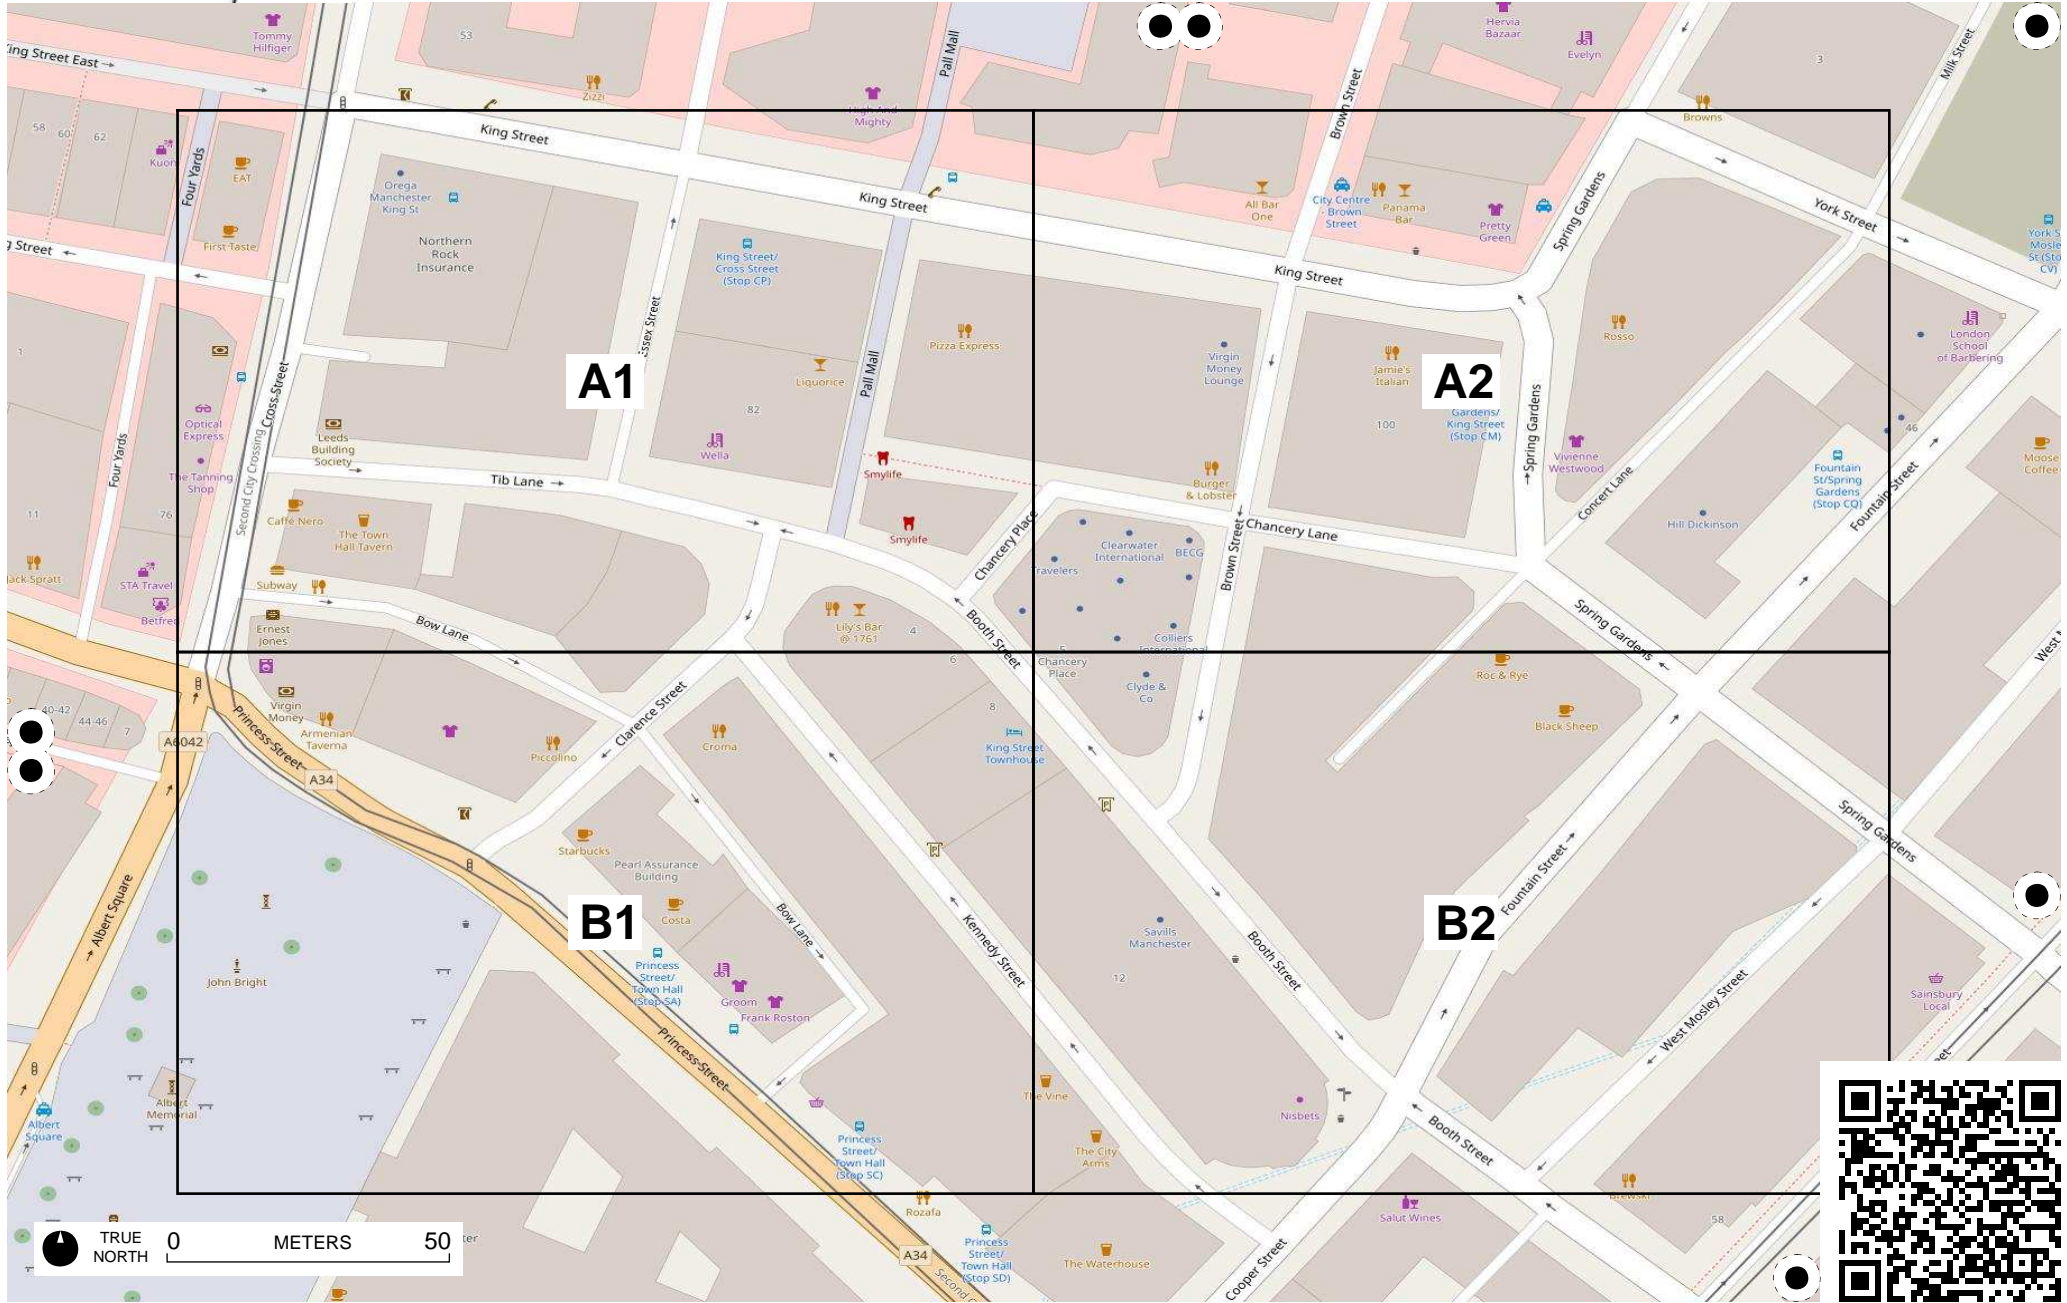 Tommy
Hilfiger
53
Pall Mall
Hervia
Bazaar
Evelyn
3
Milk Street
King Street East
Zizzi
High And
Mighty
Brown Street
Browns
58
60
62
Kuoni
Four Yards
EAT
First Taste
King Street
Orega
Manchester
King St
Northern
Rock
Insurance
King Street/
Cross Street
(Stop CP)
King Street
All Bar
One
City Centre
- Brown
Street
Panama
Bar
Pretty
Green
Spring Gardens
York Street
King Street
1
Cross Street
Essex Street
Pizza Express
Liquorice
Pall Mall
82
Virgin
Money
Lounge
Jamie's
Italian
100
Gardens/
King Street
(Stop CM)
Rosso
London
School
of Barbering
A1
A2
Optical
Express
The Tanning
Shop
Four Yards
Second City Crossing
Leeds
Building
Society
Wella
Smylife
Burger
& Lobster
Spring Gardens
Vivienne
Westwood
Concert Lane
46
Fountain
St/Spring
Gardens
(Stop CQ)
Moose
Coffee
11
76
Tib Lane
Caffè Nero
The Town
Hall Tavern
Smylife
Chancery Place
Clearwater
International
BECG
Travelers
Brown Street
Chancery Lane
Hill Dickinson
Fountain Street
STA Travel
Betfred
Subway
Ernest
Jones
Bow Lane
Lily's Bar
@ 1761
4
Booth Street
Colliers
International
Spring Gardens
6
5
Chancery
Place
Clyde &
Co
Roc & Rye
Black Sheep
40-42
44-46
7
A6042
Virgin
Money
Princess Street
Armenian
Taverna
A34
Piccolino
Clarence Street
Croma
8
King Street
Townhouse
Spring Gardens
Starbucks
Pearl Assurance
Building
Costa
Albert Square
B1
B2
Bow Lane
Kennedy Street
Savills
Manchester
12
Booth Street
Fountain Street
John Bright
Princess
Street/
Town Hall
(Stop SA)
Groom
Frank Roston
Princess Street
West Mosley Street
Sainsbury
Local
Albert
Memorial
Albert
Square
The Vine
The City
Arms
Nisbets
Booth Street
Princess
Street/
Town Hall
(Stop SC)
Rozafa
Brewski
Salut Wines
58
A34
Princess
Street/
Town Hall
(Stop SD)
The Waterhouse
Cooper Street
TRUE
NORTH
0 METERS 50